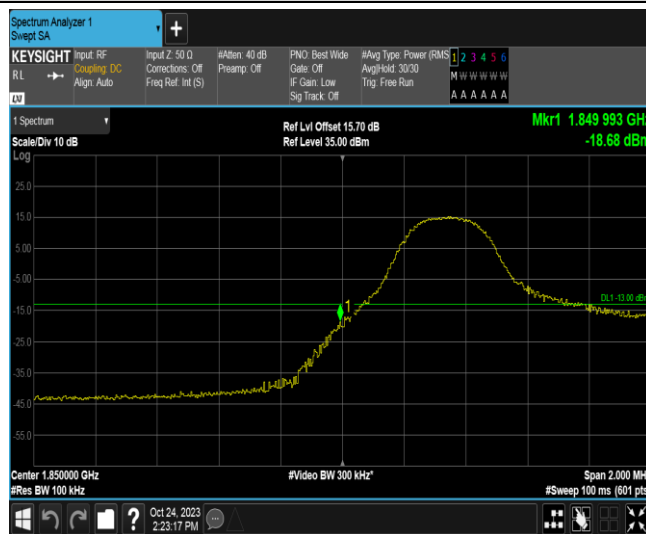 Spectrum Analyzer 1
Swept SA
KEYSIGHT
RL
LXI
Input: RF
Coupling: DC
Align: Auto
Input Z: 50 Ω
Corrections: Off
Freq Ref: Int (S)
#Atten: 40 dB
Preamp: Off
PNO: Best Wide
Gate: Off
IF Gain: Low
Sig Track: Off
#Avg Type: Power (RMS
Avg|Hold: 30/30
Trig: Free Run
1 2 3 4 5 6
M W W W W W
A A A A A A
1 Spectrum
Scale/Div 10 dB
Log
Ref Lvl Offset 15.70 dB
Ref Level 35.00 dBm
Mkr1 1.849 993 GHz
-18.68 dBm
25.0
15.0
5.00
-5.00
DL1 -13.00 dBm
1
-15.0
-25.0
-35.0
-45.0
-55.0
Center 1.850000 GHz
#Video BW 300 kHz*
Span 2.000 MH
#Res BW 100 kHz
#Sweep 100 ms (601 pts
?
Oct 24, 2023
2:23:17 PM